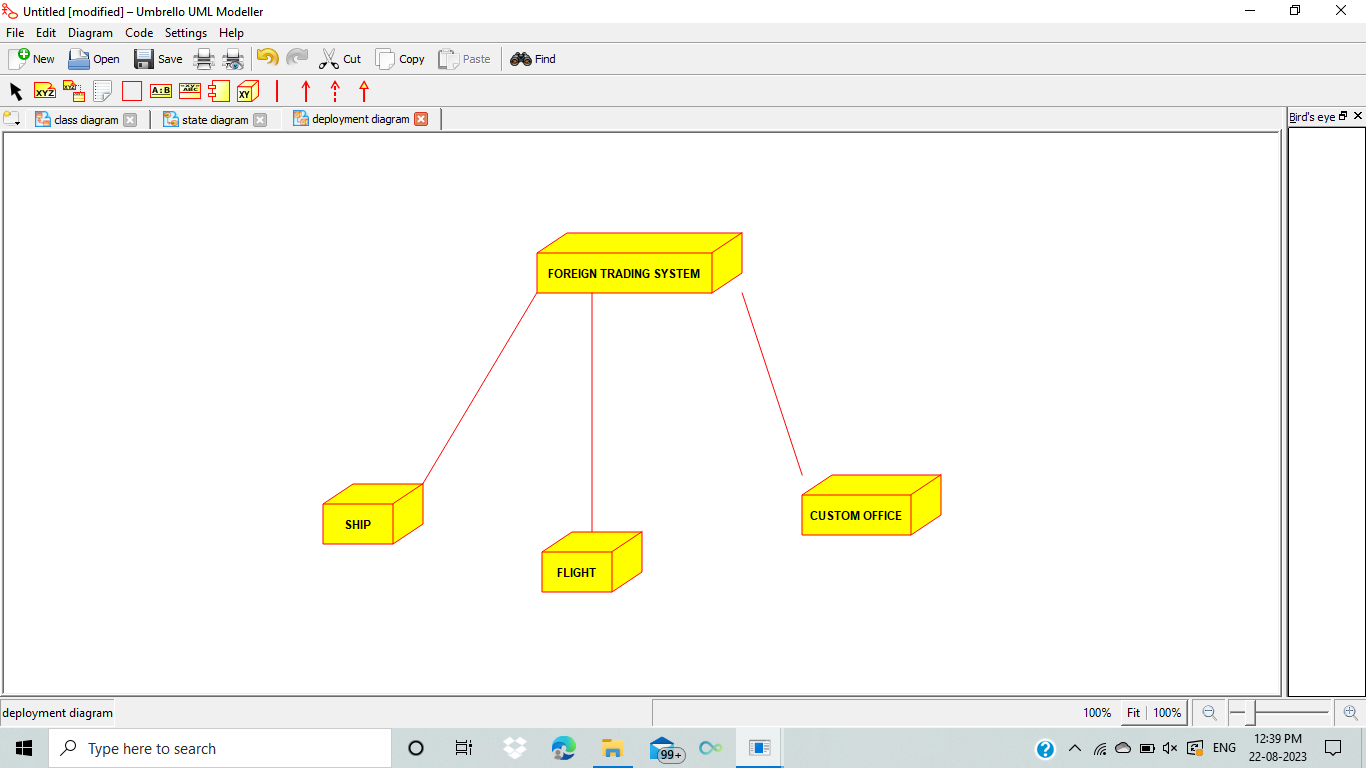 Untitled [modified] – Umbrello UML Modeller
File Edit Diagram Code Settings Help
New Open Save Cut Copy Paste Find
XYZ XYZ A:B ABC XY
class diagram state diagram deployment diagram Bird's eye
FOREIGN TRADING SYSTEM
SHIP
FLIGHT
CUSTOM OFFICE
deployment diagram 100% Fit 100%
Type here to search
99+
ENG
12:39 PM
22-08-2023